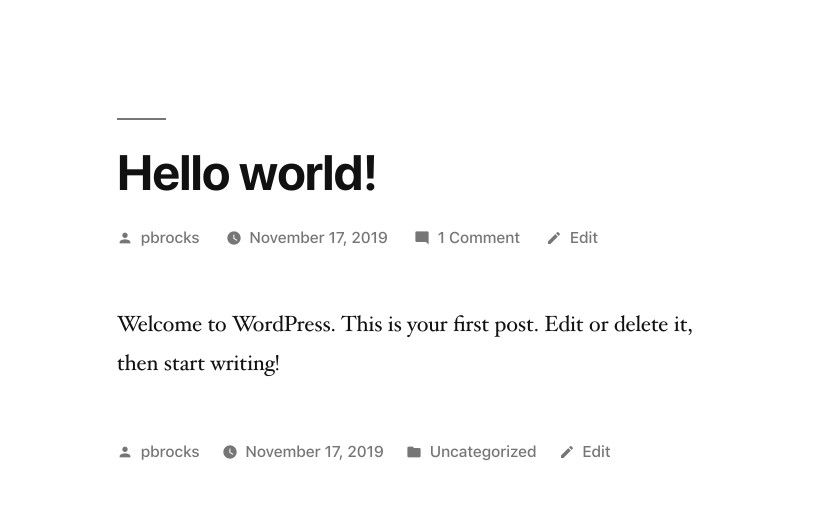 Hello world!
pbrocks November 17, 2019 1 Comment Edit
Welcome to WordPress. This is your first post. Edit or delete it,
then start writing!
pbrocks November 17, 2019 Uncategorized Edit